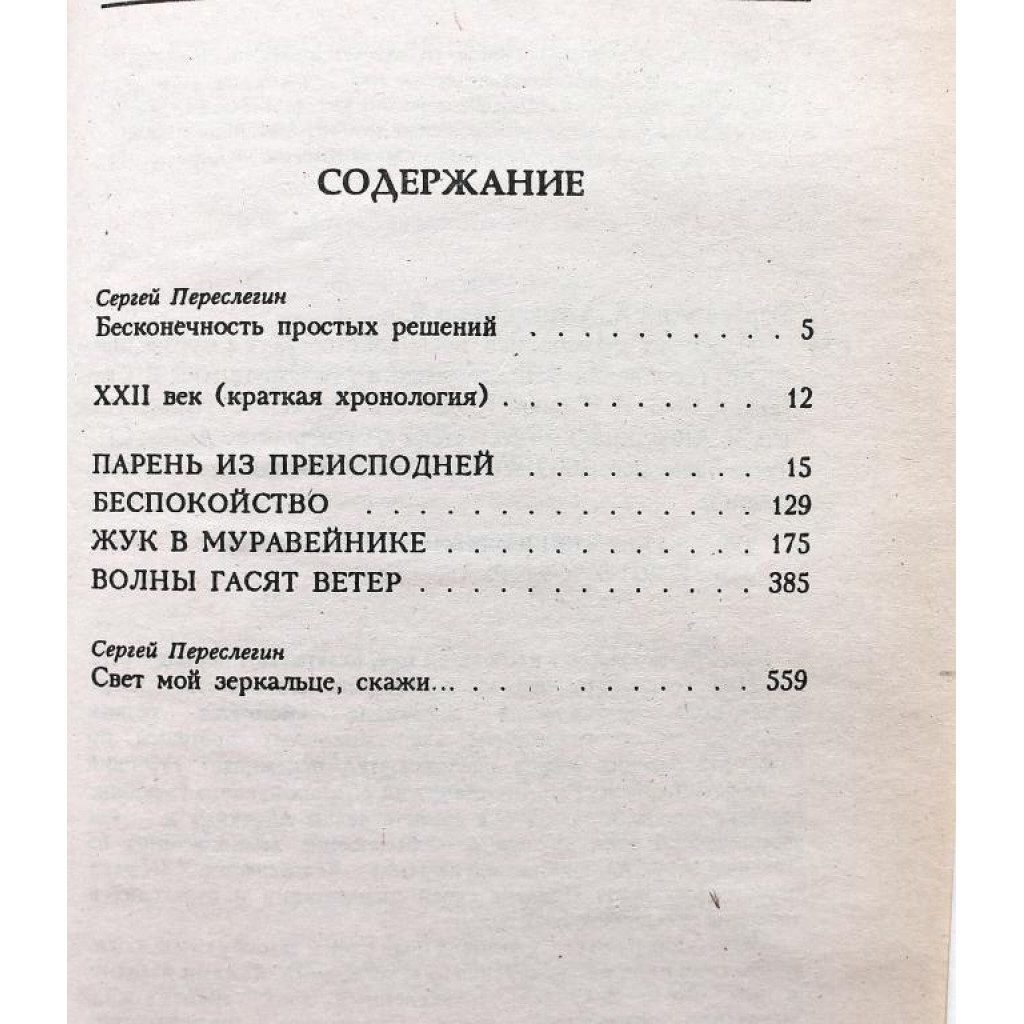 СОДЕРЖАНИЕ
Сергей Переслегин
Бесконечность простых решений . . . . . . . . . . 5
XXII век (краткая хронология) . . . . . . . . . . 12
ПАРЕНЬ ИЗ ПРЕИСПОДНЕЙ . . . . . . . . . 15
БЕСПОКОЙСТВО . . . . . . . . . . . . . . . 129
ЖУК В МУРАВЕЙНИКЕ . . . . . . . . . . . . 175
ВОЛНЫ ГАСЯТ ВЕТЕР . . . . . . . . . . . . . 385
Сергей Переслегин
Свет мой зеркальце, скажи... . . . . . . . . . . . . 559